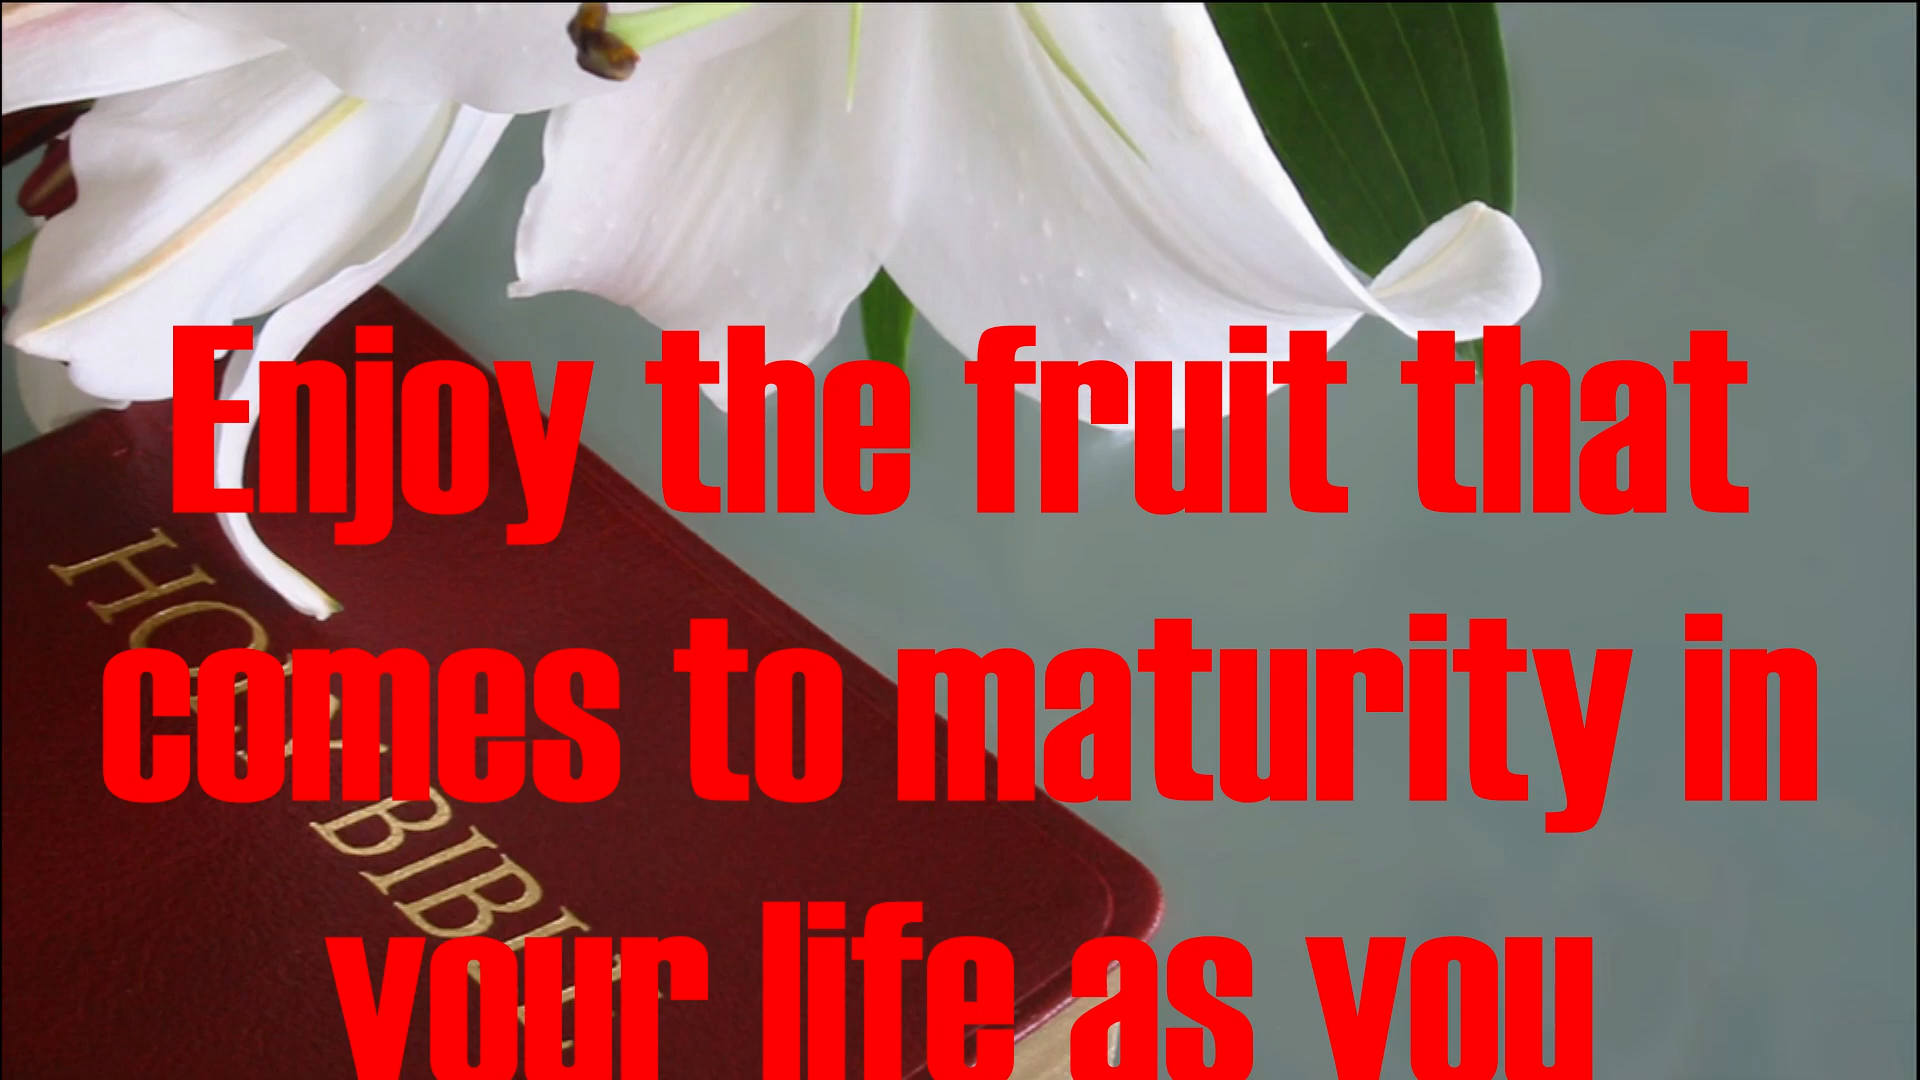 Enjoy the fruit that
comes to maturity in
your life as you
HOLY
BIBLE